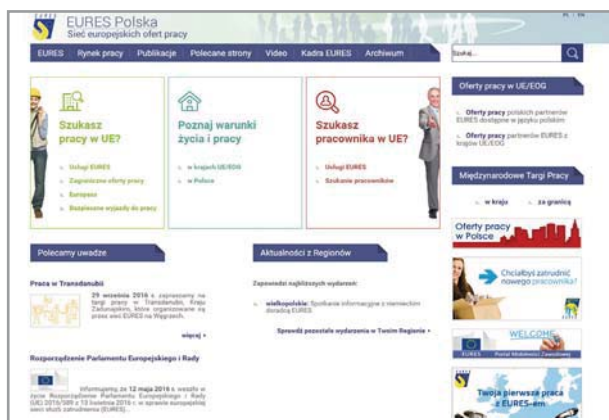 EURES
EURES Polska
Sieć europejskich ofert pracy
PL | EN
EURES Rynek pracy Publikacje Polecane strony Video Kadra EURES Archiwum
Szukaj...
Szukasz
pracy w UE?
Usługi EURES
Zagraniczne oferty pracy
Europass
Bezpieczne wyjazdy do pracy
Poznaj warunki
życia i pracy
w krajach UE/EOG
w Polsce
Szukasz
pracownika w UE?
Usługi EURES
Szukanie pracowników
Oferty pracy w UE/EOG
Oferty pracy polskich partnerów
EURES dostępne w języku polskim
Oferty pracy partnerów EURES z
krajów UE/EOG
Międzynarodowe Targi Pracy
w kraju za granicą
Oferty pracy
w Polsce
Chciałbyś zatrudnić
nowego pracownika?
WELCOME
EURES Portal Mobilności Zawodowej
Twoja pierwsza praca
z EURES-em
Polecamy uwadze
Praca w Transdanubii
29 września 2016 r. zapraszamy na
targi pracy w Transdanubii, Kraju
Zadunajskim, które organizowane są
przez sieć EURES na Węgrzech.
więcej
Rozporządzenie Parlamentu Europejskiego i Rady
Informujemy, że 12 maja 2016 r. weszło w
życie Rozporządzenie Parlamentu Europejskiego i Rady
(UE) 2016/589 z 13 kwietnia 2016 r. w sprawie europejskiej
sieci służb zatrudnienia (EURES)
Aktualności z Regionów
Zapowiedzi najbliższych wydarzeń:
wielkopolskie: Spotkanie informacyjne z niemieckim
doradcą EURES
Sprawdź pozostałe wydarzenia w Twoim Regionie